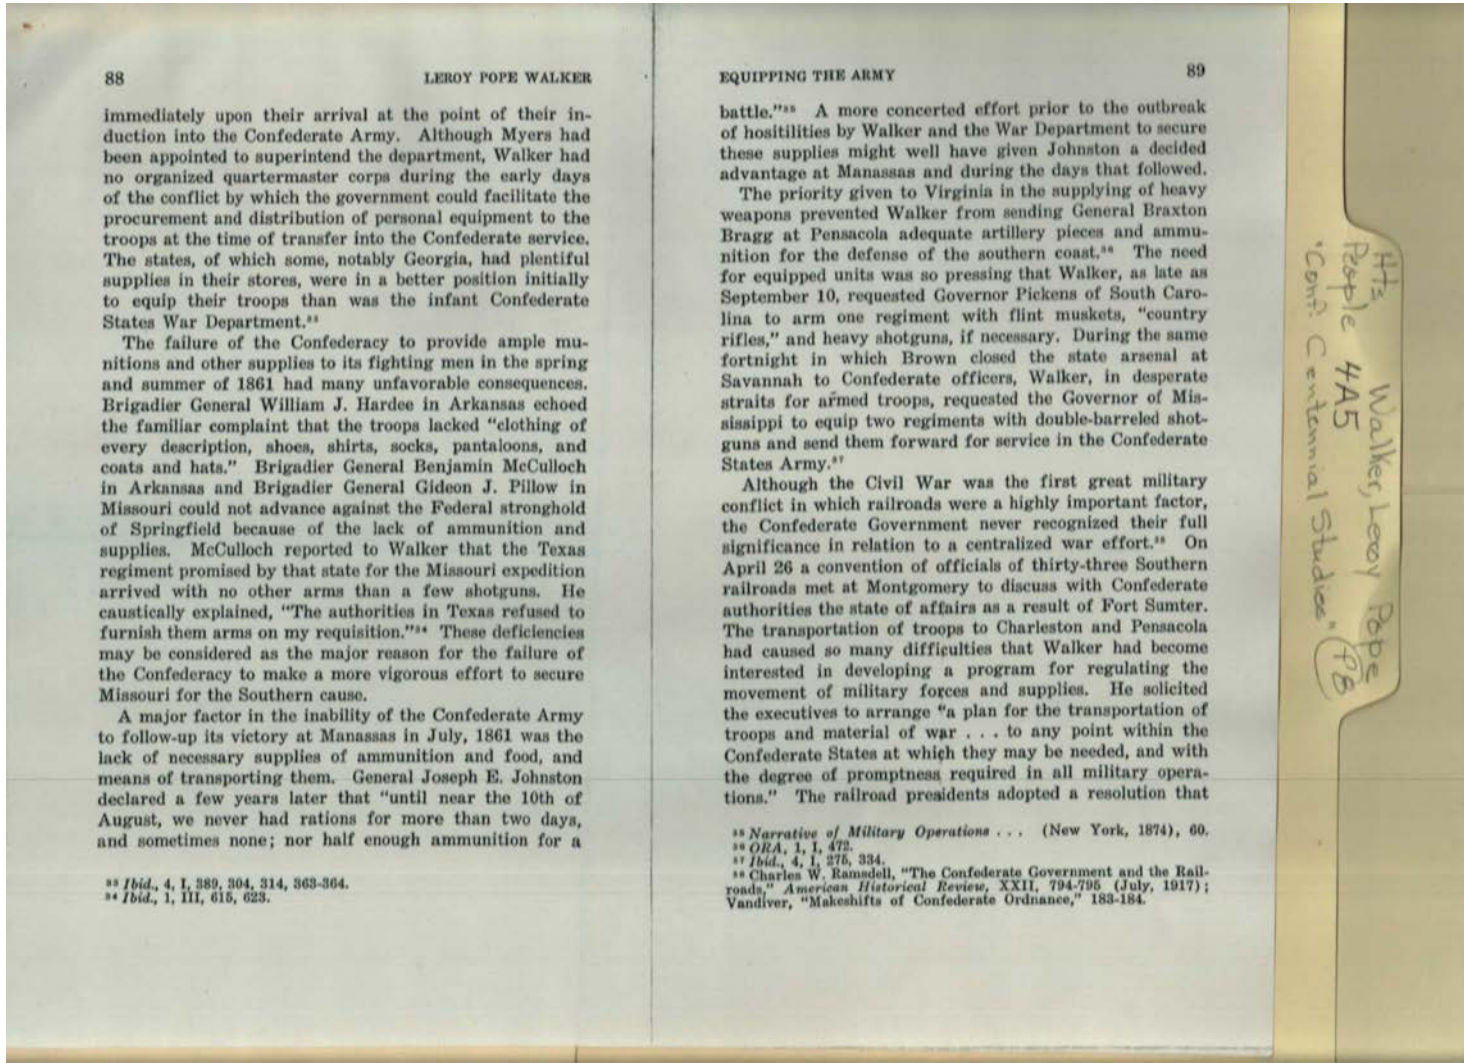 88 LEROY POPE WALKER
immediately upon their arrival at the point of their in-
duction into the Confederate Army. Although Myers had
been appointed to superintend the department, Walker had
no organized quartermaster corps during the early days
of the conflict by which the government could facilitate the
procurement and distribution of personal equipment to the
troops at the time of transfer into the Confederate service.
The states, of which some, notably Georgia, had plentiful
supplies in their stores, were in a better position initially
to equip their troops than was the infant Confederate
States War Department.³³
The failure of the Confederacy to provide ample mu-
nitions and other supplies to its fighting men in the spring
and summer of 1861 had many unfavorable consequences.
Brigadier General William J. Hardee in Arkansas echoed
the familiar complaint that the troops lacked "clothing of
every description, shoes, shirts, socks, pantaloons, and
coats and hats." Brigadier General Benjamin McCulloch
in Arkansas and Brigadier General Gideon J. Pillow in
Missouri could not advance against the Federal stronghold
of Springfield because of the lack of ammunition and
supplies. McCulloch reported to Walker that the Texas
regiment promised by that state for the Missouri expedition
arrived with no other arms than a few shotguns. He
caustically explained, "The authorities in Texas refused to
furnish them arms on my requisition."³⁴ These deficiencies
may be considered as the major reason for the failure of
the Confederacy to make a more vigorous effort to secure
Missouri for the Southern cause.
A major factor in the inability of the Confederate Army
to follow-up its victory at Manassas in July, 1861 was the
lack of necessary supplies of ammunition and food, and
means of transporting them. General Joseph E. Johnston
declared a few years later that "until near the 10th of
August, we never had rations for more than two days,
and sometimes none; nor half enough ammunition for a
³³ Ibid., 4, I, 389, 304, 314, 363-364.
³⁴ Ibid., 1, III, 615, 623.
EQUIPPING THE ARMY 89
battle."³⁵ A more concerted effort prior to the outbreak
of hositilities by Walker and the War Department to secure
these supplies might well have given Johnston a decided
advantage at Manassas and during the days that followed.
The priority given to Virginia in the supplying of heavy
weapons prevented Walker from sending General Braxton
Bragg at Pensacola adequate artillery pieces and ammu-
nition for the defense of the southern coast.³⁶ The need
for equipped units was so pressing that Walker, as late as
September 10, requested Governor Pickens of South Caro-
lina to arm one regiment with flint muskets, "country
rifles," and heavy shotguns, if necessary. During the same
fortnight in which Brown closed the state arsenal at
Savannah to Confederate officers, Walker, in desperate
straits for armed troops, requested the Governor of Mis-
sissippi to equip two regiments with double-barreled shot-
guns and send them forward for service in the Confederate
States Army.³⁷
Although the Civil War was the first great military
conflict in which railroads were a highly important factor,
the Confederate Government never recognized their full
significance in relation to a centralized war effort.³⁸ On
April 26 a convention of officials of thirty-three Southern
railroads met at Montgomery to discuss with Confederate
authorities the state of affairs as a result of Fort Sumter.
The transportation of troops to Charleston and Pensacola
had caused so many difficulties that Walker had become
interested in developing a program for regulating the
movement of military forces and supplies. He solicited
the executives to arrange "a plan for the transportation of
troops and material of war . . . to any point within the
Confederate States at which they may be needed, and with
the degree of promptness required in all military opera-
tions." The railroad presidents adopted a resolution that
³⁵ Narrative of Military Operations . . . (New York, 1874), 60.
³⁶ ORA, 1, I, 472.
³⁷ Ibid., 4, I, 275, 334.
³⁸ Charles W. Ramsdell, "The Confederate Government and the Rail-
roads," American Historical Review, XXII, 794-795 (July, 1917);
Vandiver, "Makeshifts of Confederate Ordnance," 183-184.
Hts Walker, Leroy Pope
People 4A5
"Conf. Centennial Studies" PB